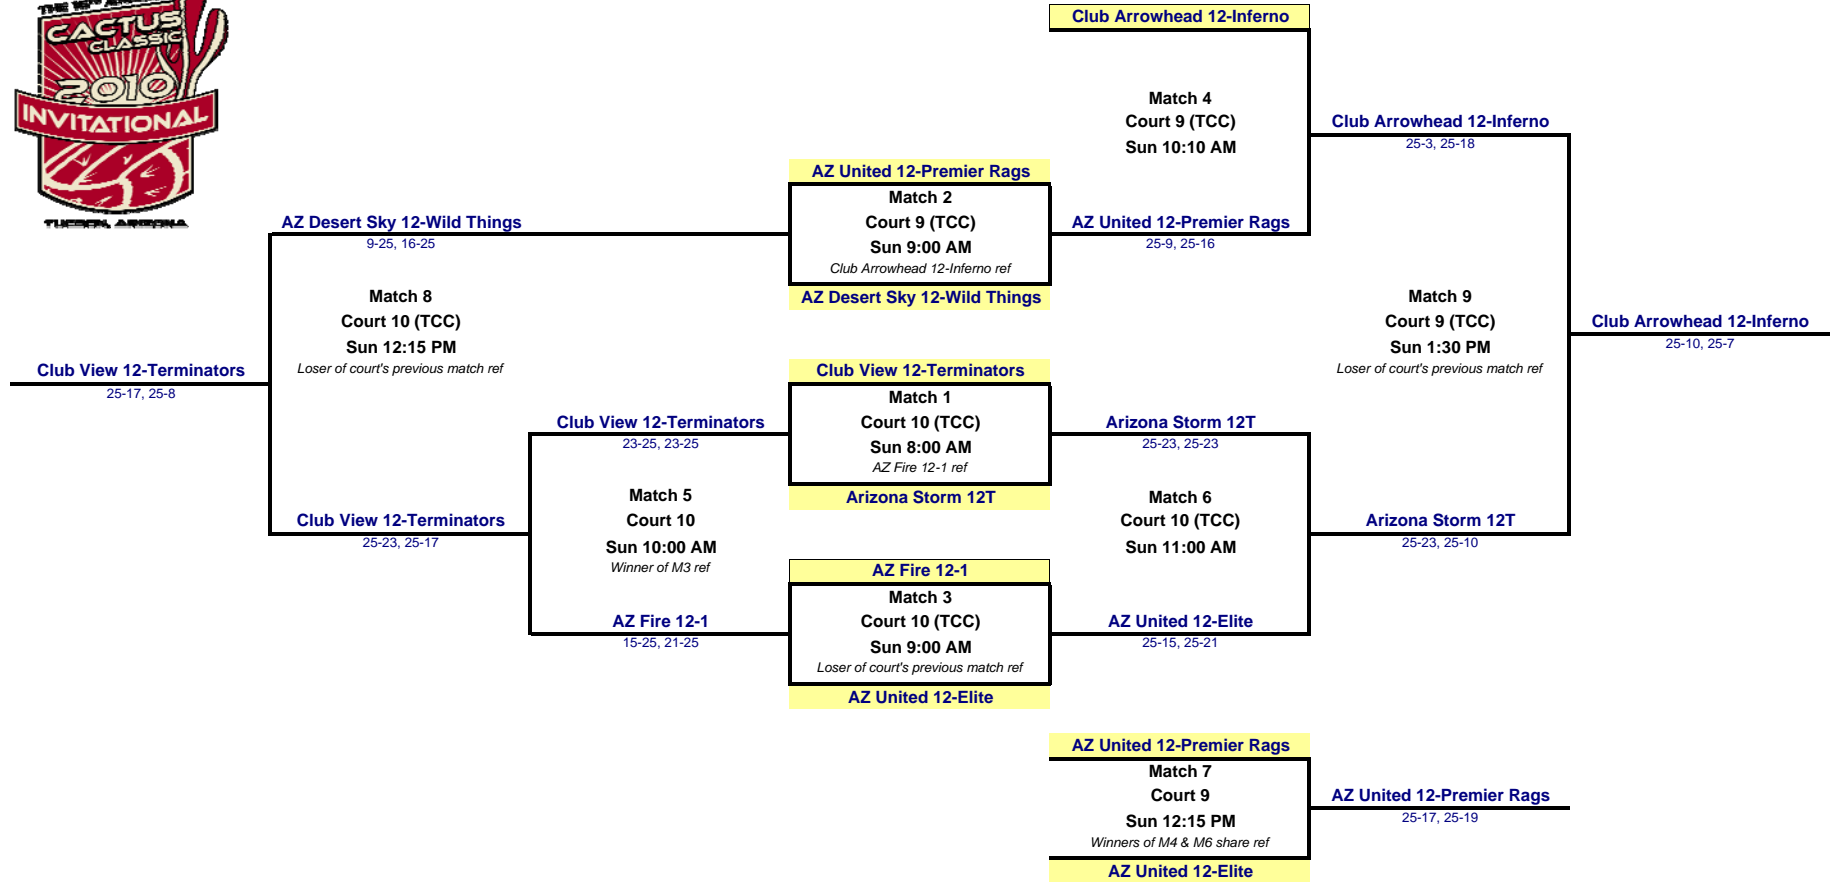 CACTUS
CLASSIC
2010
INVITATIONAL
TUCSON, ARIZONA
Club Arrowhead 12-Inferno
Match 4
Court 9 (TCC)
Sun 10:10 AM
Club Arrowhead 12-Inferno
25-3, 25-18
AZ United 12-Premier Rags
Match 2
Court 9 (TCC)
Sun 9:00 AM
Club Arrowhead 12-Inferno ref
AZ Desert Sky 12-Wild Things
AZ Desert Sky 12-Wild Things
9-25, 16-25
AZ United 12-Premier Rags
25-9, 25-16
Match 8
Court 10 (TCC)
Sun 12:15 PM
Loser of court's previous match ref
Match 9
Court 9 (TCC)
Sun 1:30 PM
Loser of court's previous match ref
Club Arrowhead 12-Inferno
25-10, 25-7
Club View 12-Terminators
25-17, 25-8
Club View 12-Terminators
Match 1
Court 10 (TCC)
Sun 8:00 AM
AZ Fire 12-1 ref
Arizona Storm 12T
Club View 12-Terminators
23-25, 23-25
Arizona Storm 12T
25-23, 25-23
Match 5
Court 10
Sun 10:00 AM
Winner of M3 ref
Match 6
Court 10 (TCC)
Sun 11:00 AM
Club View 12-Terminators
25-23, 25-17
Arizona Storm 12T
25-23, 25-10
AZ Fire 12-1
Match 3
Court 10 (TCC)
Sun 9:00 AM
Loser of court's previous match ref
AZ United 12-Elite
AZ Fire 12-1
15-25, 21-25
AZ United 12-Elite
25-15, 25-21
AZ United 12-Premier Rags
Match 7
Court 9
Sun 12:15 PM
Winners of M4 & M6 share ref
AZ United 12-Elite
AZ United 12-Premier Rags
25-17, 25-19